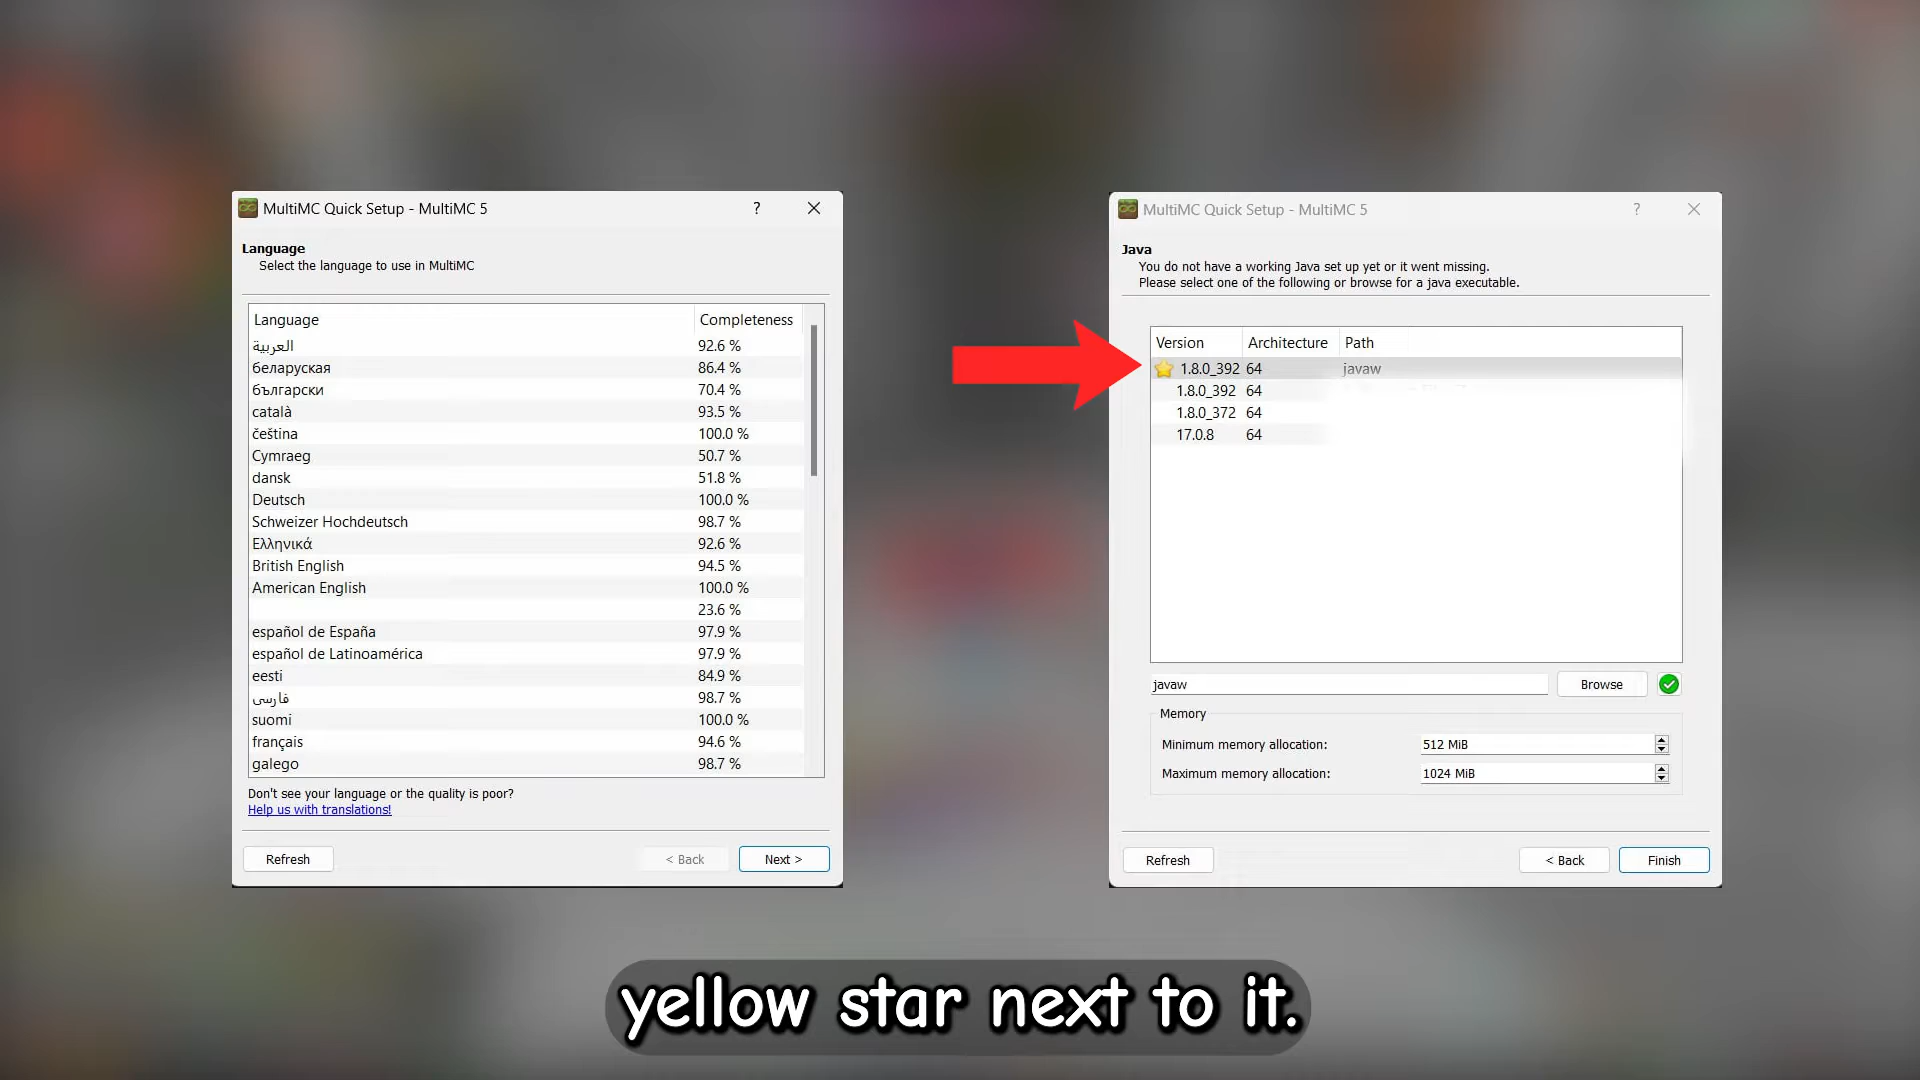 MultiMC Quick Setup - MultiMC 5
?
Language
Select the language to use in MultiMC
Language Completeness
العربية 92.6 %
беларуская 86.4 %
български 70.4 %
català 93.5 %
čeština 100.0 %
Cymraeg 50.7 %
dansk 51.8 %
Deutsch 100.0 %
Schweizer Hochdeutsch 98.7 %
Ελληνικά 92.6 %
British English 94.5 %
American English 100.0 %
23.6 %
español de España 97.9 %
español de Latinoamérica 97.9 %
eesti 84.9 %
فارسی 98.7 %
suomi 100.0 %
français 94.6 %
galego 98.7 %
Don't see your language or the quality is poor?
Help us with translations!
Refresh < Back Next >
MultiMC Quick Setup - MultiMC 5
?
Java
You do not have a working Java set up yet or it went missing.
Please select one of the following or browse for a java executable.
Version Architecture Path
1.8.0_392 64 javaw
1.8.0_392 64
1.8.0_372 64
17.0.8 64
javaw Browse
Memory
Minimum memory allocation: 512 MiB
Maximum memory allocation: 1024 MiB
Refresh < Back Finish
yellow star next to it.